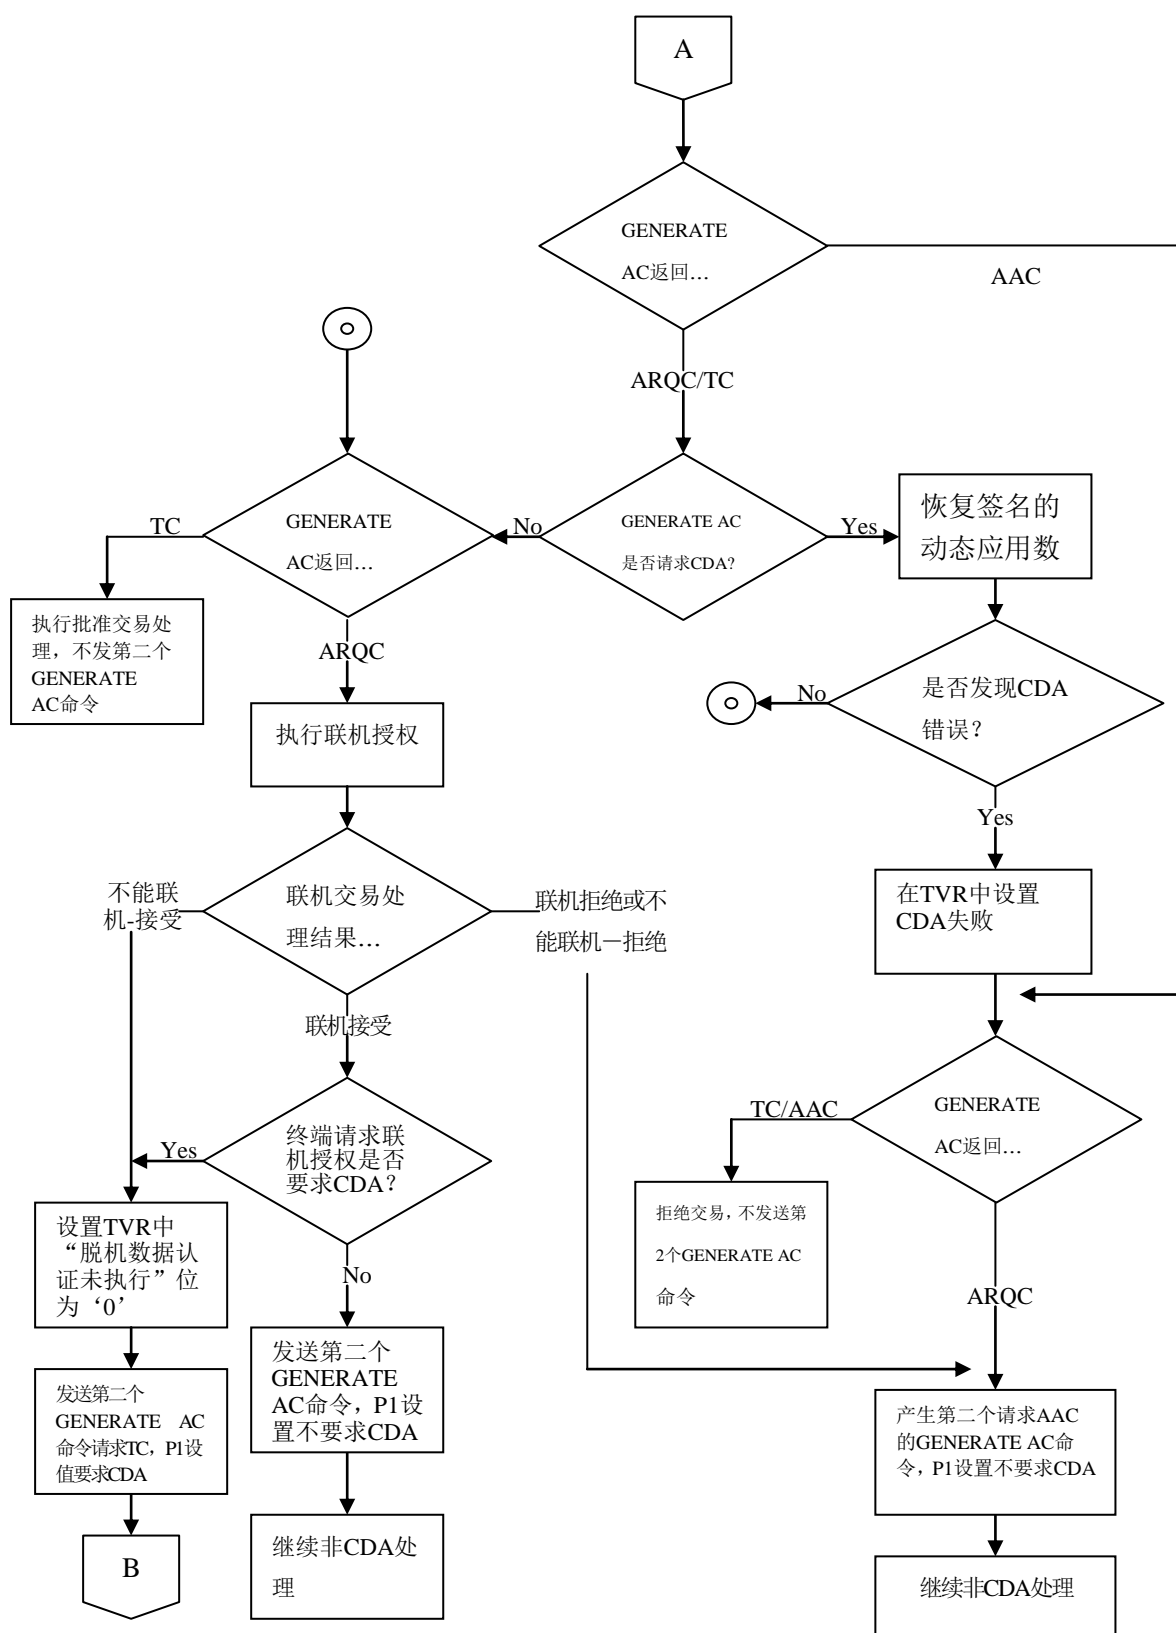 A
GENERATE
AC返回…
AAC
ARQC/TC
GENERATE
AC返回…
TC
No
GENERATE AC
是否请求CDA?
Yes
恢复签名的
动态应用数
执行批准交易处
理，不发第二个
GENERATE
AC命令
ARQC
执行联机授权
No
是否发现CDA
错误？
Yes
不能联
机-接受
联机交易处
理结果…
联机拒绝或不
能联机－拒绝
在TVR中设置
CDA失败
联机接受
Yes
终端请求联
机授权是否
要求CDA？
TC/AAC
GENERATE
AC返回…
设置TVR中
“脱机数据认
证未执行”位
为‘0’
No
拒绝交易，不发送第
2个GENERATE AC
命令
ARQC
发送第二个
GENERATE AC
命令请求TC，P1设
值要求CDA
发送第二个
GENERATE
AC命令，P1设
置不要求CDA
产生第二个请求AAC
的GENERATE AC命
令，P1设置不要求CDA
B
继续非CDA处
理
继续非CDA处理